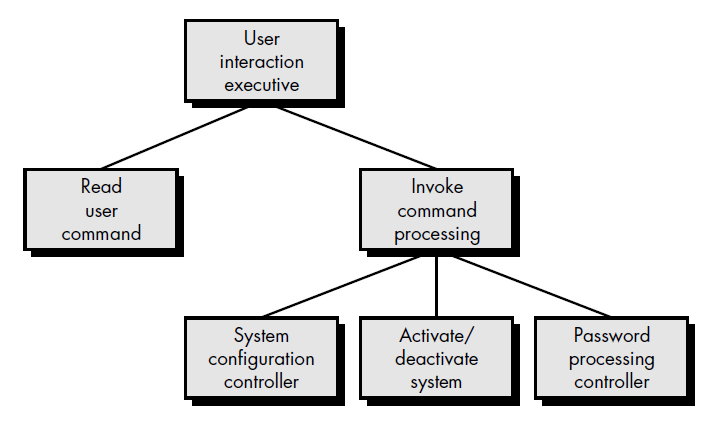 User
interaction
executive
Read
user
command
Invoke
command
processing
System
configuration
controller
Activate/
deactivate
system
Password
processing
controller